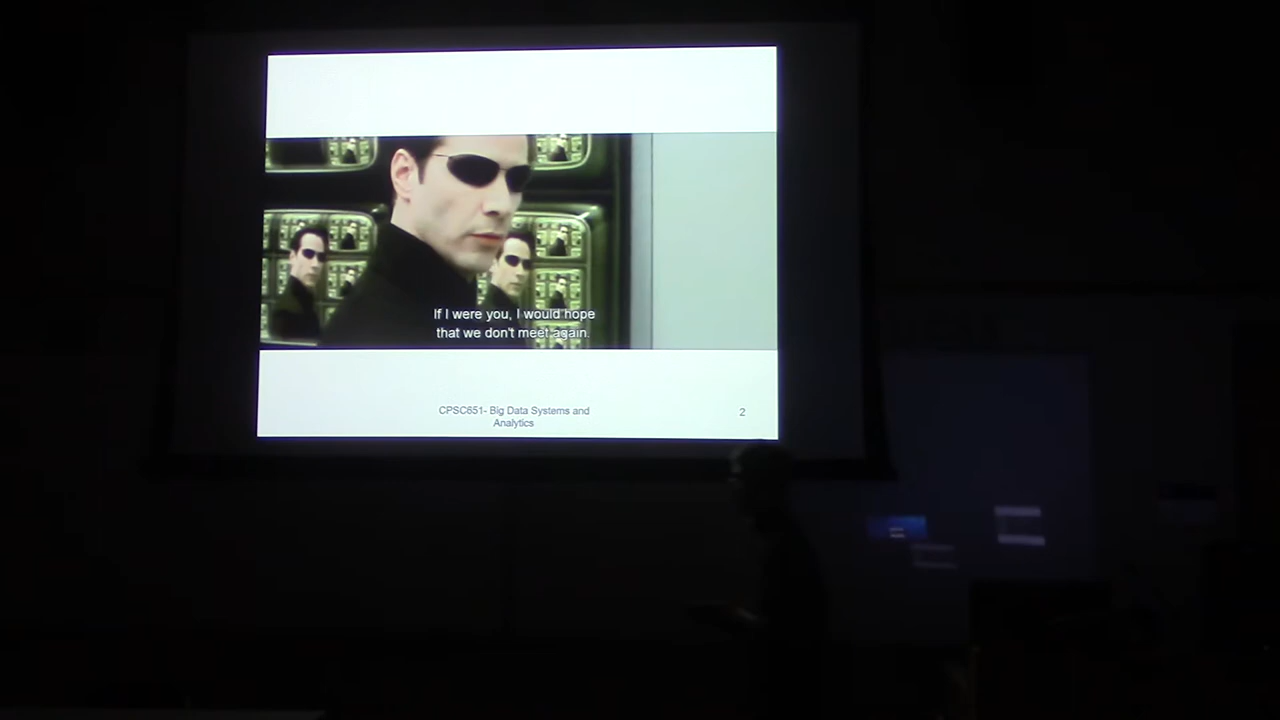 If I were you, I would hope
that we don't meet again.
CPSC651- Big Data Systems and
Analytics
2